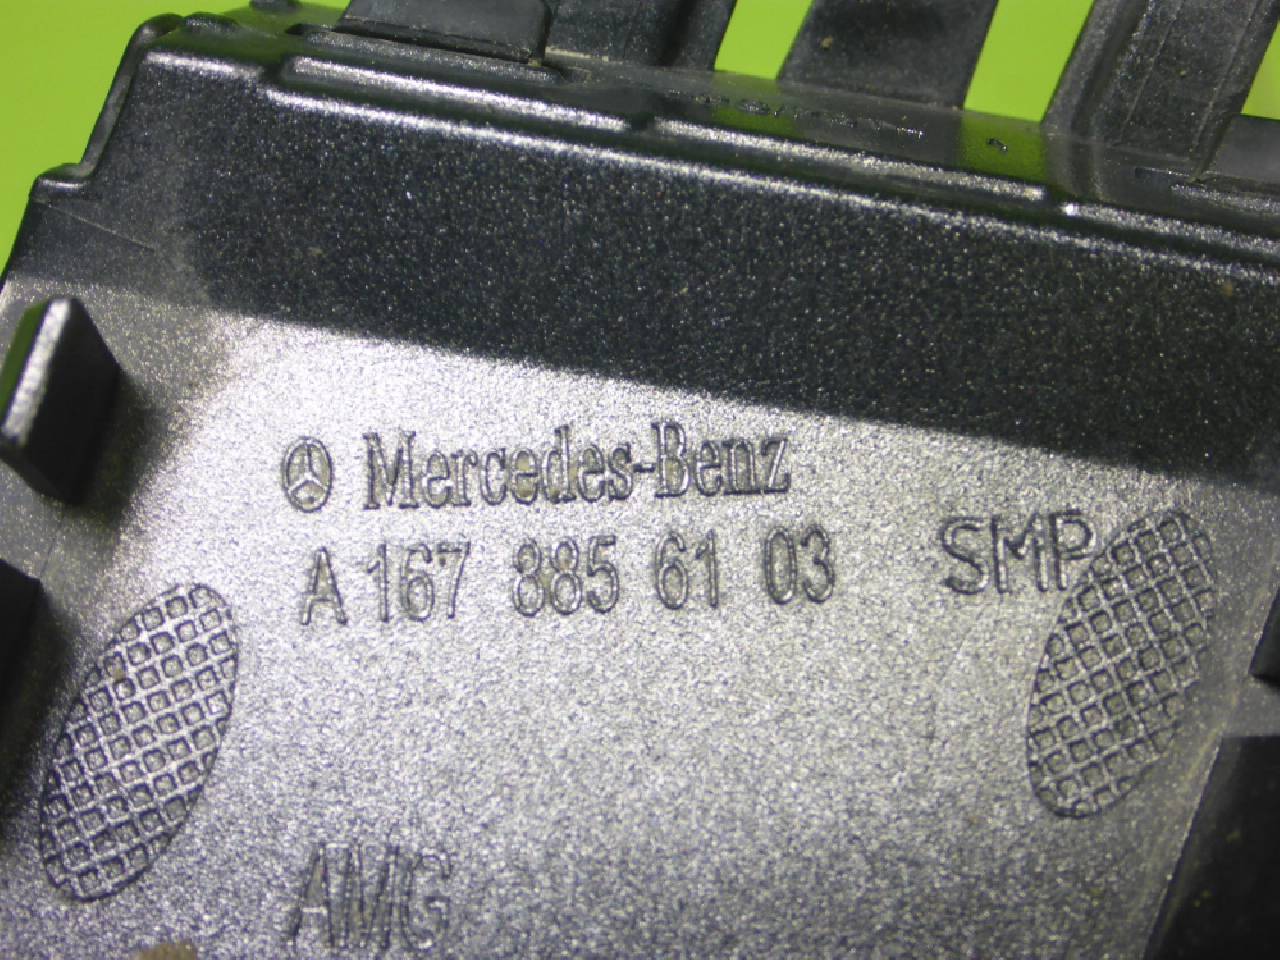 Mercedes-Benz
A 167 885 61 03
SMP
AMG